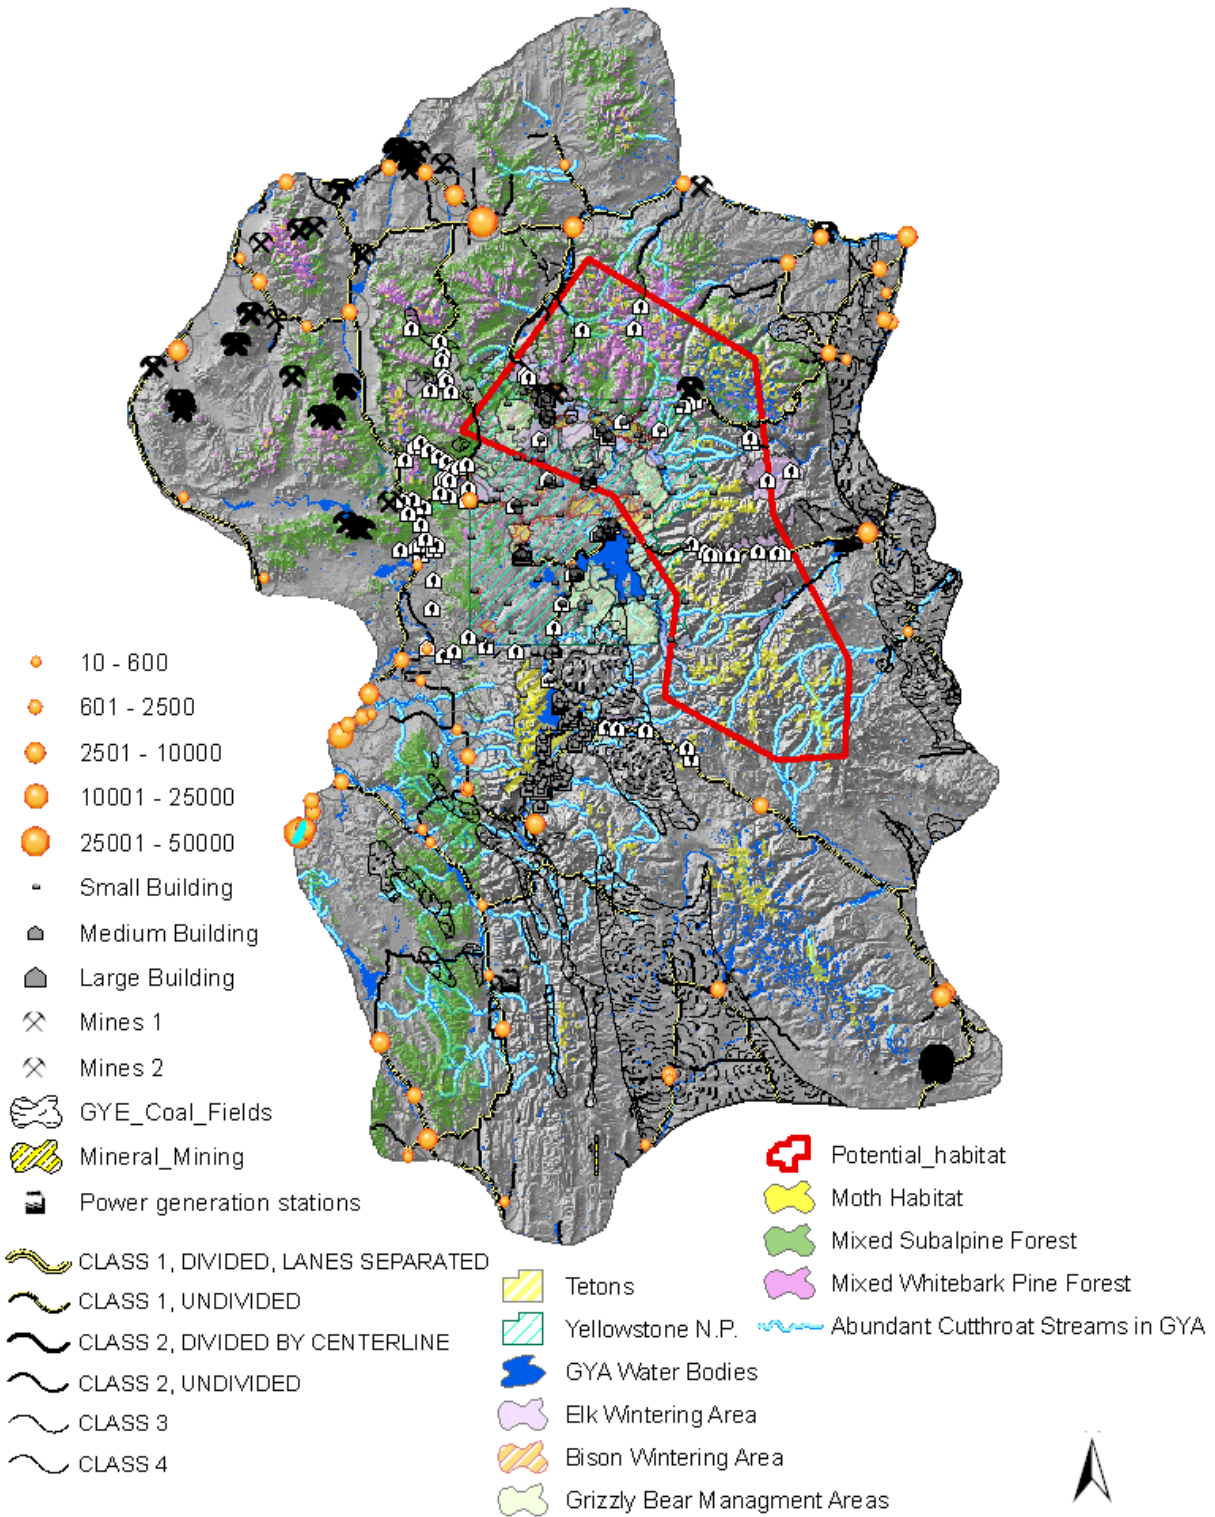 10 - 600
601 - 2500
2501 - 10000
10001 - 25000
25001 - 50000
Small Building
Medium Building
Large Building
Mines 1
Mines 2
GYE_Coal_Fields
Mineral_Mining
Power generation stations
CLASS 1, DIVIDED, LANES SEPARATED
CLASS 1, UNDIVIDED
CLASS 2, DIVIDED BY CENTERLINE
CLASS 2, UNDIVIDED
CLASS 3
CLASS 4
Tetons
Yellowstone N.P.
GYA Water Bodies
Elk Wintering Area
Bison Wintering Area
Grizzly Bear Managment Areas
Potential_habitat
Moth Habitat
Mixed Subalpine Forest
Mixed Whitebark Pine Forest
Abundant Cutthroat Streams in GYA